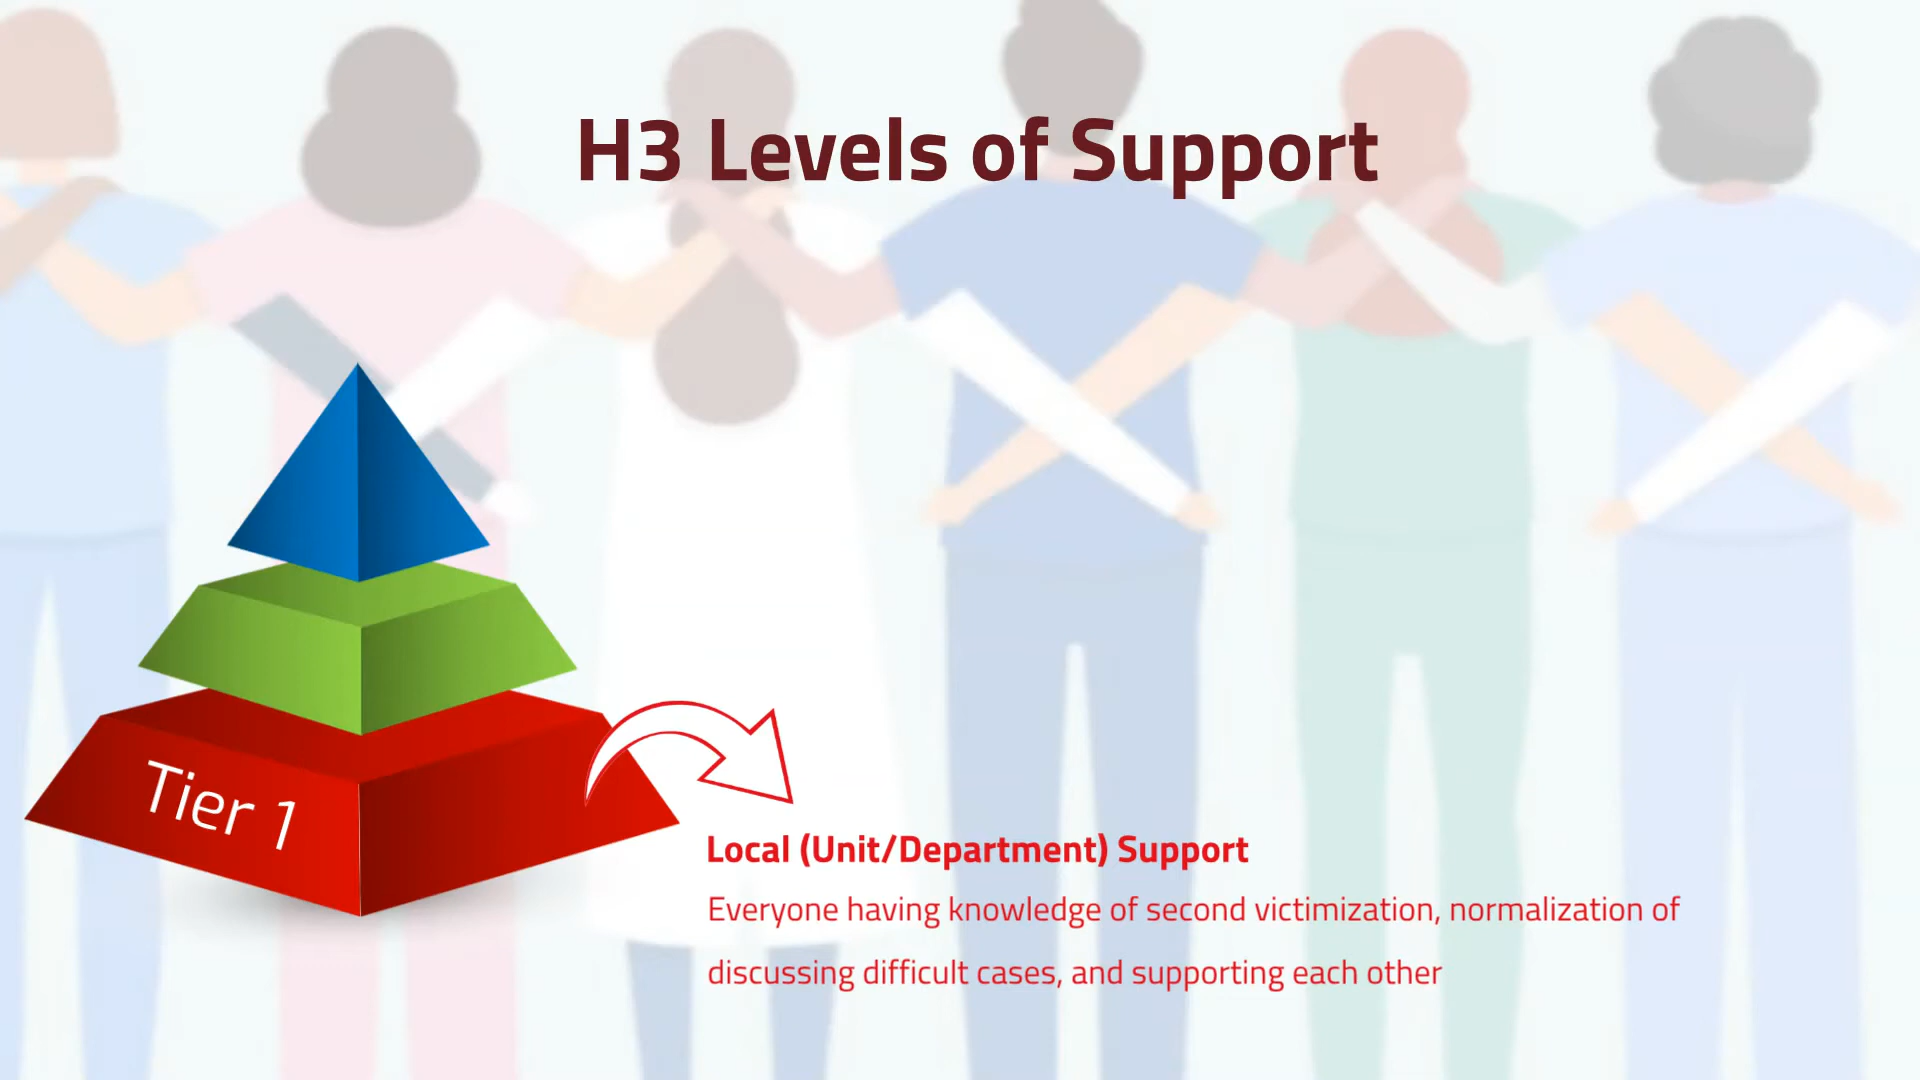 H3 Levels of Support
Tier 1
Local (Unit/Department) Support
Everyone having knowledge of second victimization, normalization of
discussing difficult cases, and supporting each other